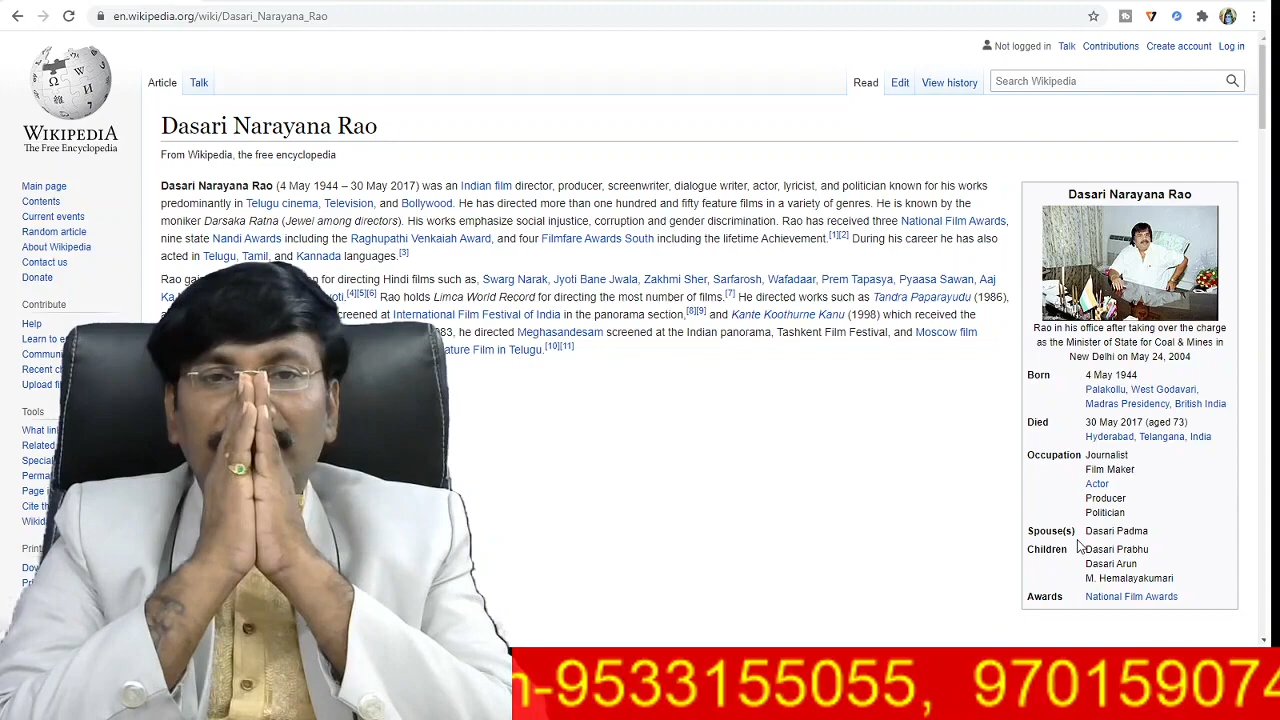 en.wikipedia.org/wiki/Dasari_Narayana_Rao
Not logged in Talk Contributions Create account Log in
Article Talk Read Edit View history Search Wikipedia
WIKIPEDIA
The Free Encyclopedia
Main page
Contents
Current events
Random article
About Wikipedia
Contact us
Donate
Contribute
Help
Learn to
Recent
Upload
Tools
What
Related
Page
Cite
Dasari Narayana Rao
From Wikipedia, the free encyclopedia
Dasari Narayana Rao (4 May 1944 – 30 May 2017) was an Indian film director, producer, screenwriter, dialogue writer, actor, lyricist, and politician known for his works
predominantly in Telugu cinema, Television, and Bollywood. He has directed more than one hundred and fifty feature films in a variety of genres. He is known by the
moniker Darsaka Ratna (Jewel among directors). His works emphasize social injustice, corruption and gender discrimination. Rao has received three National Film Awards,
nine state Nandi Awards including the Raghupathi Venkaiah Award, and four Filmfare Awards South including the lifetime Achievement.[1][2] During his career he has also
acted in Telugu, Tamil, and Kannada languages.[3]
Rao for directing Hindi films such as, Swarg Narak, Jyoti Bane Jwala, Zakhmi Sher, Sarfarosh, Wafadaar, Prem Tapasya, Pyaasa Sawan, Aaj
[4][5][6] Rao holds Limca World Record for directing the most number of films.[7] He directed works such as Tandra Paparayudu (1986),
screened at International Film Festival of India in the panorama section,[8][9] and Kante Koothurne Kanu (1998) which received the
he directed Meghasandesam screened at the Indian panorama, Tashkent Film Festival, and Moscow film
Film in Telugu.[10][11]
Dasari Narayana Rao
Rao in his office after taking over the charge
as the Minister of State for Coal & Mines in
New Delhi on May 24, 2004
Born 4 May 1944
Palakollu, West Godavari,
Madras Presidency, British India
Died 30 May 2017 (aged 73)
Hyderabad, Telangana, India
Occupation Journalist
Film Maker
Actor
Producer
Politician
Spouse(s) Dasari Padma
Children Dasari Prabhu
Dasari Arun
M. Hemalayakumari
Awards National Film Awards
-9533155055, 970159074